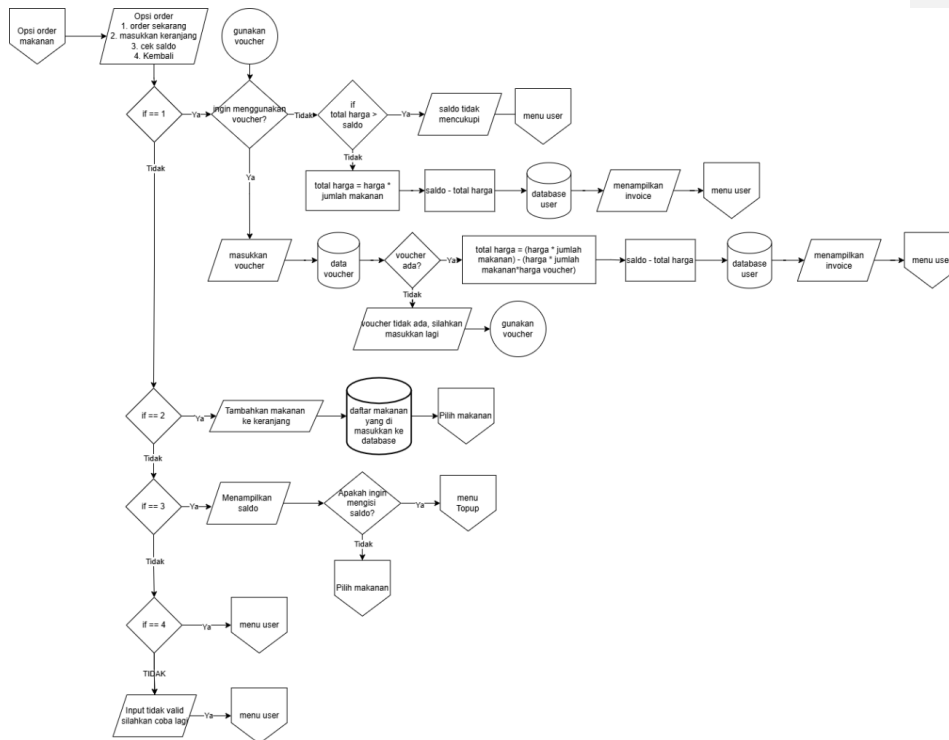 Opsi order
makanan
Opsi order
1. order sekarang
2. masukkan keranjang
3. cek saldo
4. Kembali
gunakan
voucher
if == 1
Ya
ingin menggunakan
voucher?
Tidak
if
total harga >
saldo
Ya
saldo tidak
mencukupi
menu user
Tidak
Tidak
total harga = harga *
jumlah makanan
saldo - total harga
database
user
menampilkan
invoice
menu user
Ya
masukkan
voucher
data
voucher
voucher
ada?
Ya
total harga = (harga * jumlah
makanan) - (harga * jumlah
makanan*harga voucher)
saldo - total harga
database
user
menampilkan
invoice
menu user
Tidak
voucher tidak ada, silahkan
masukkan lagi
gunakan
voucher
if == 2
Ya
Tambahkan makanan
ke keranjang
daftar makanan
yang di
masukkan ke
database
Pilih makanan
Tidak
if == 3
Ya
Menampilkan
saldo
Apakah ingin
mengisi
saldo?
Ya
menu
Topup
Tidak
Tidak
Pilih makanan
if == 4
Ya
menu user
TIDAK
Input tidak valid
silahkan coba lagi
Ya
menu user